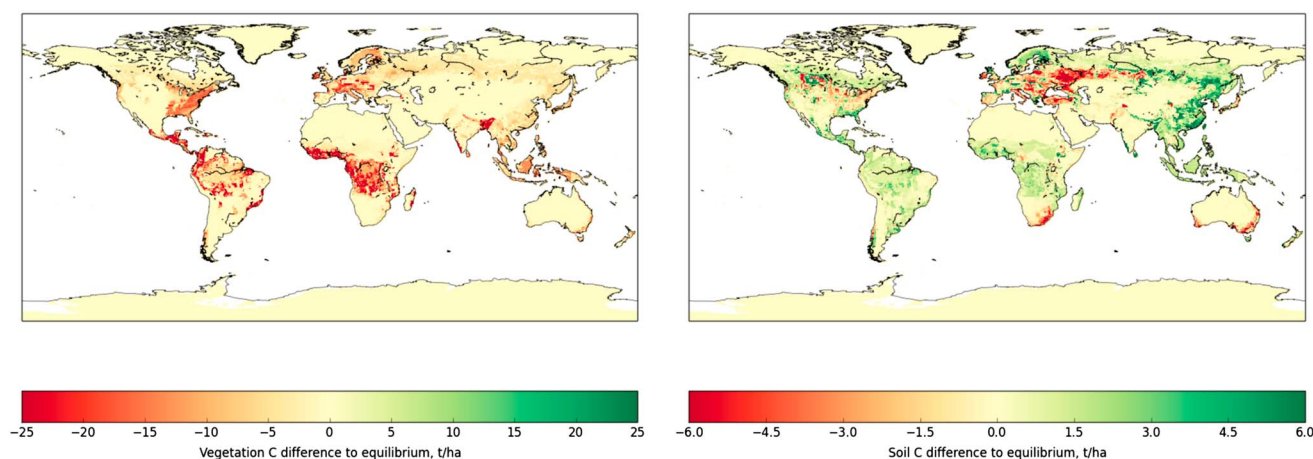 −25 −20 −15 −10 −5 0 5 10 15 20 25
Vegetation C difference to equilibrium, t/ha
−6.0 −4.5 −3.0 −1.5 0.0 1.5 3.0 4.5 6.0
Soil C difference to equilibrium, t/ha